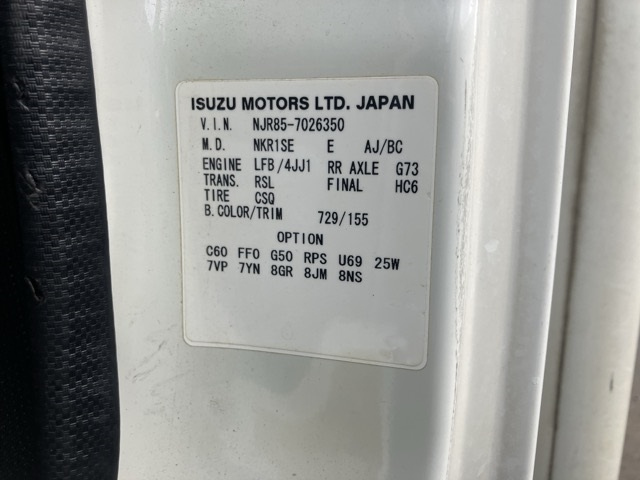 ISUZU MOTORS LTD. JAPAN
V.I.N. NJR85-7026350
M.D. NKR1SE E AJ/BC
ENGINE LFB/4JJ1 RR AXLE G73
TRANS. RSL FINAL HC6
TIRE CSQ
B.COLOR/TRIM 729/155
OPTION
C60 FF0 G50 RPS U69 25W
7VP 7YN 8GR 8JM 8NS